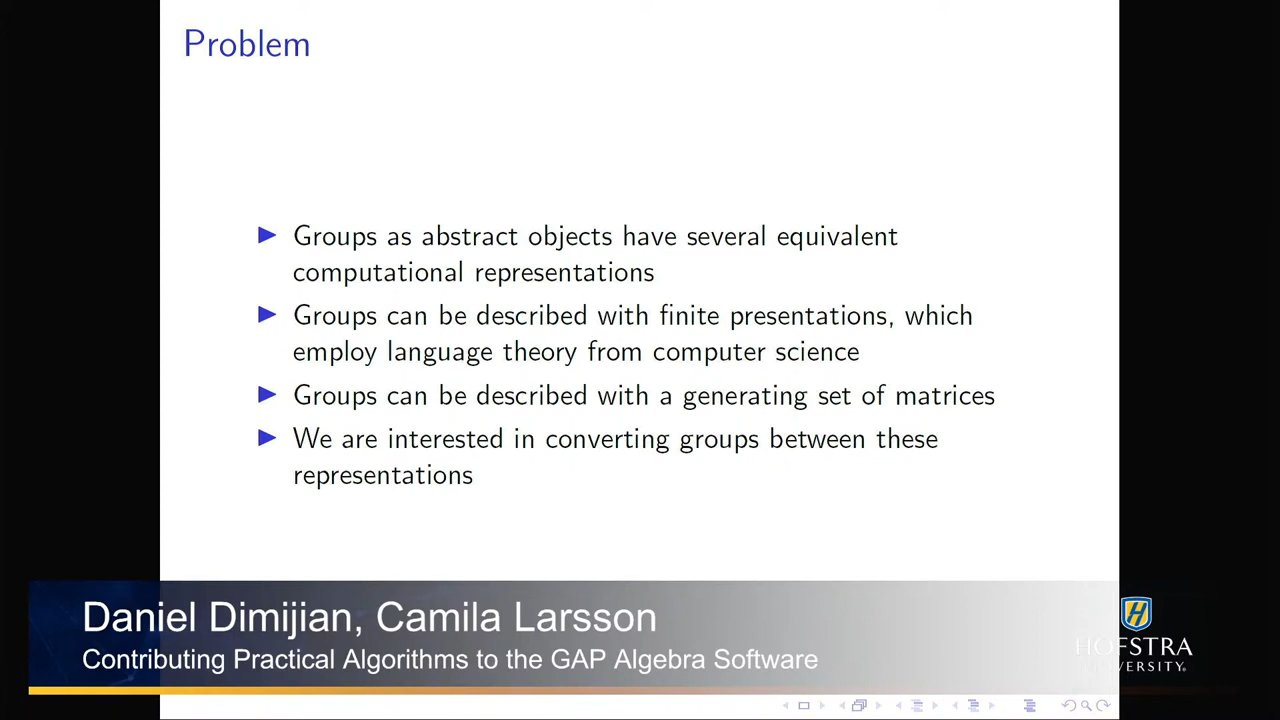 Problem
Groups as abstract objects have several equivalent
computational representations
Groups can be described with finite presentations, which
employ language theory from computer science
Groups can be described with a generating set of matrices
We are interested in converting groups between these
representations
Daniel Dimijian, Camila Larsson
Contributing Practical Algorithms to the GAP Algebra Software
H
HOFSTRA
UNIVERSITY®